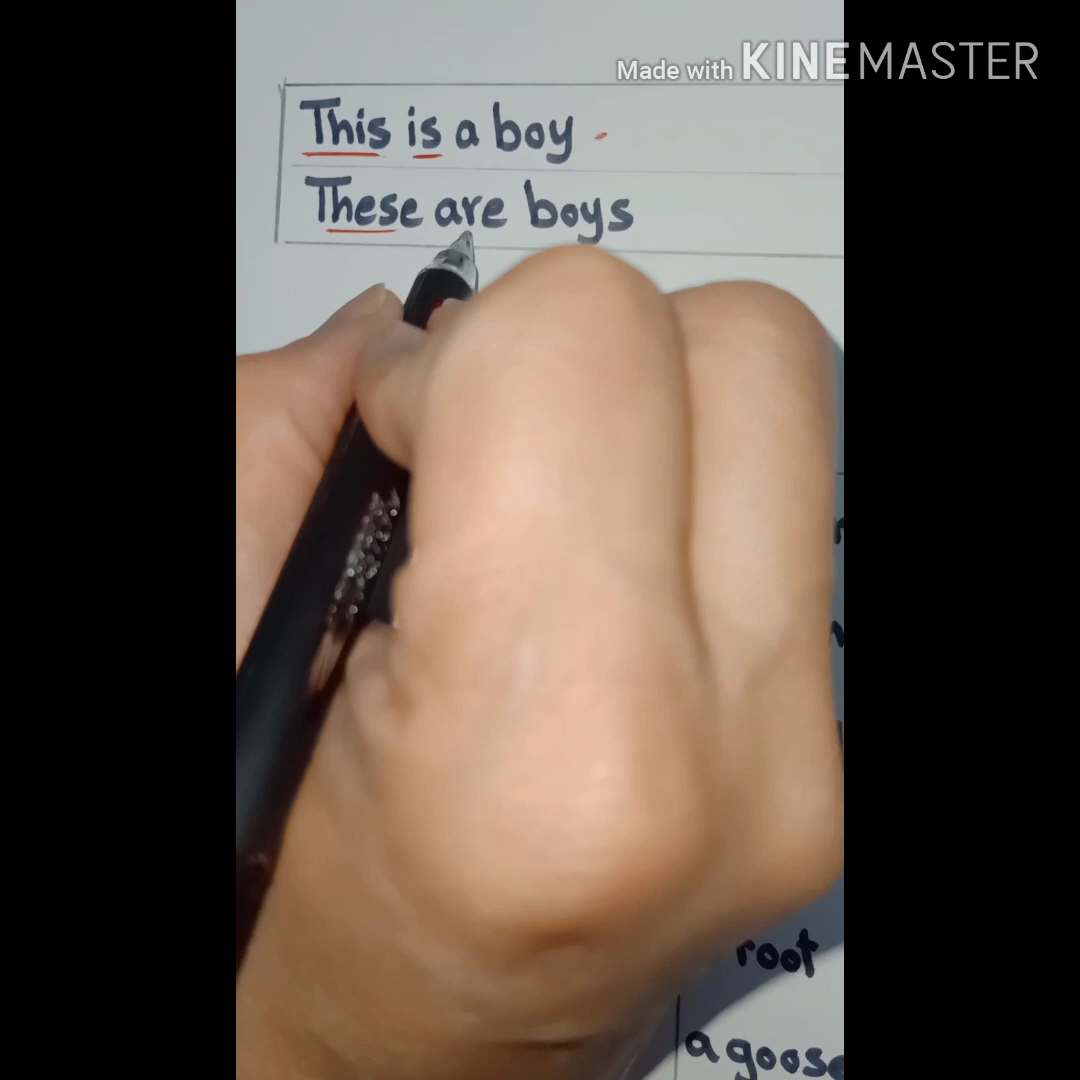 Made with KINEMASTER
This is a boy
These are boys
root
a goose